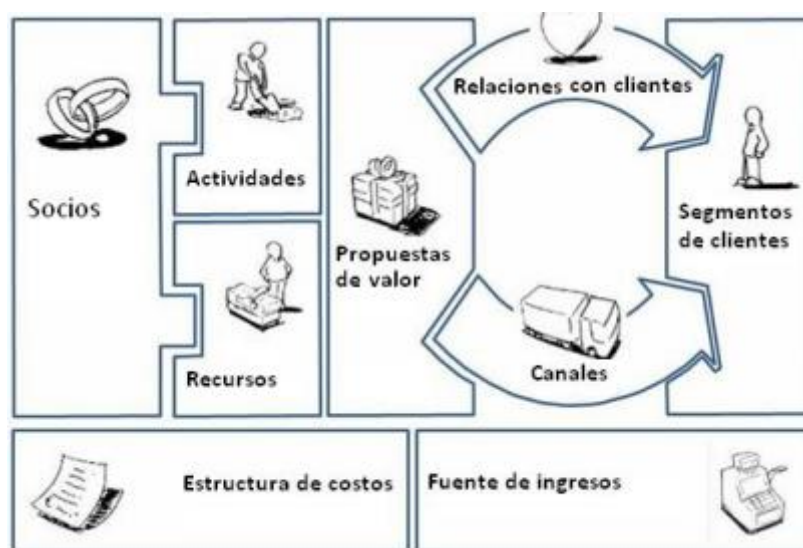 Socios
Actividades
Recursos
Propuestas
de valor
Relaciones con clientes
Canales
Segmentos
de clientes
Estructura de costos
Fuente de ingresos